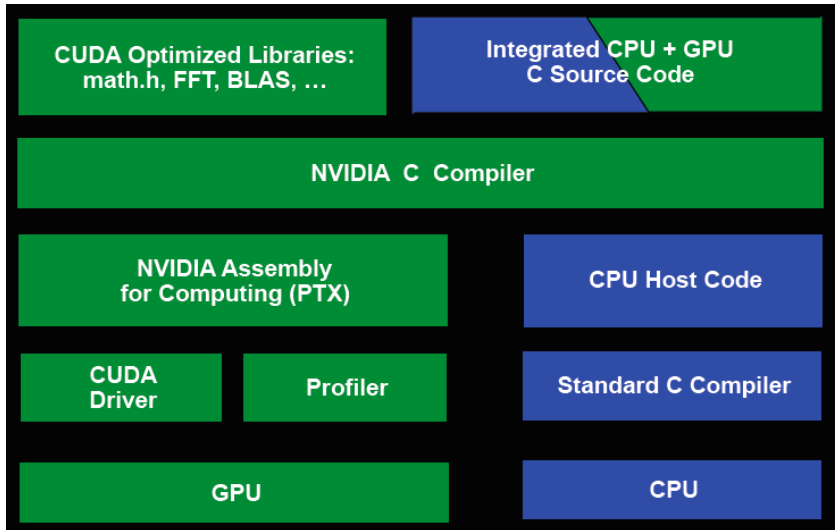 CUDA Optimized Libraries:
math.h, FFT, BLAS, …
Integrated CPU + GPU
C Source Code
NVIDIA C Compiler
NVIDIA Assembly
for Computing (PTX)
CPU Host Code
CUDA
Driver
Profiler
Standard C Compiler
GPU
CPU